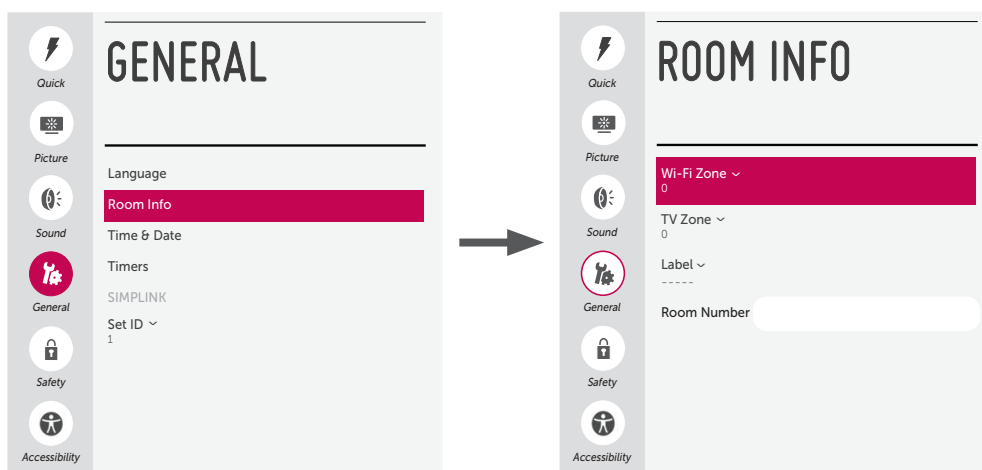 GENERAL
Quick
Picture
Sound
General
Safety
Accessibility
Language
Room Info
Time & Date
Timers
SIMPLINK
Set ID
1
ROOM INFO
Quick
Picture
Sound
General
Safety
Accessibility
Wi-Fi Zone
0
TV Zone
0
Label
-----
Room Number